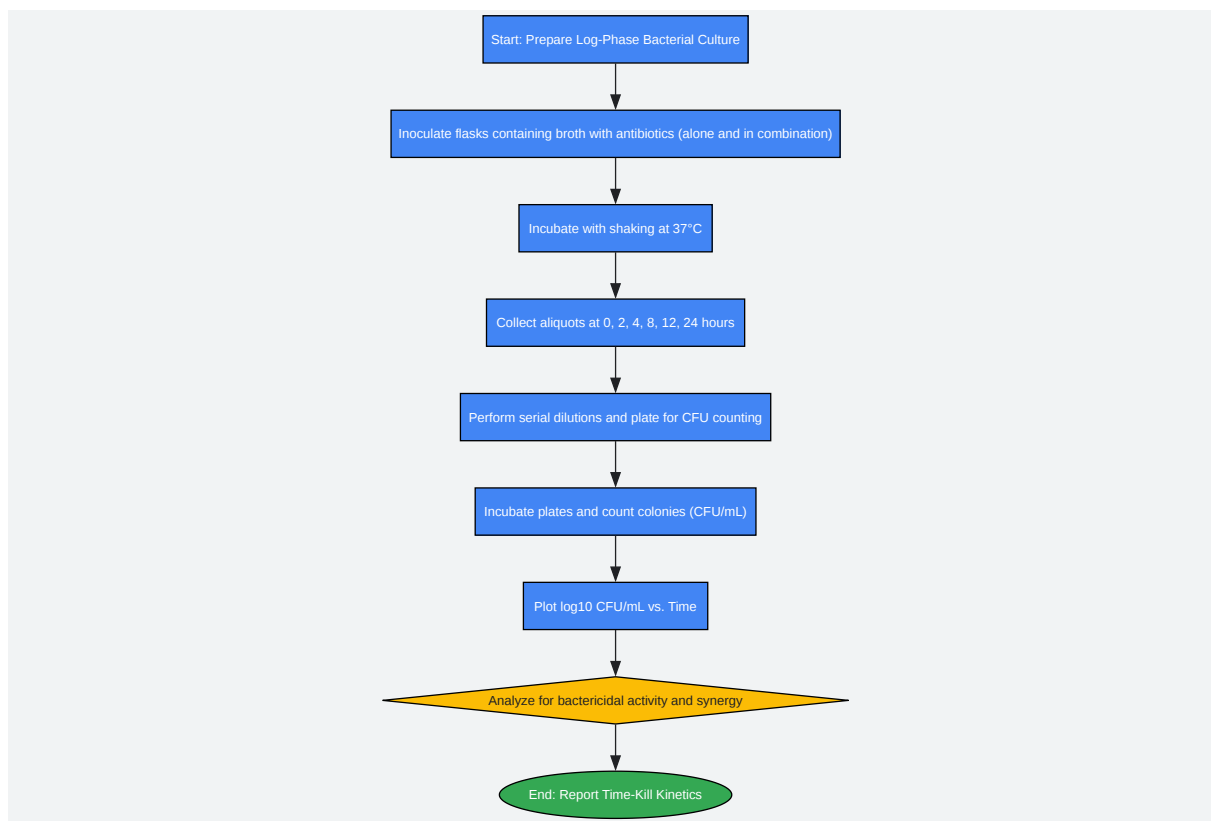 Start: Prepare Log-Phase Bacterial Culture
Inoculate flasks containing broth with antibiotics (alone and in combination)
Incubate with shaking at 37°C
Collect aliquots at 0, 2, 4, 8, 12, 24 hours
Perform serial dilutions and plate for CFU counting
Incubate plates and count colonies (CFU/mL)
Plot log10 CFU/mL vs. Time
Analyze for bactericidal activity and synergy
End: Report Time-Kill Kinetics